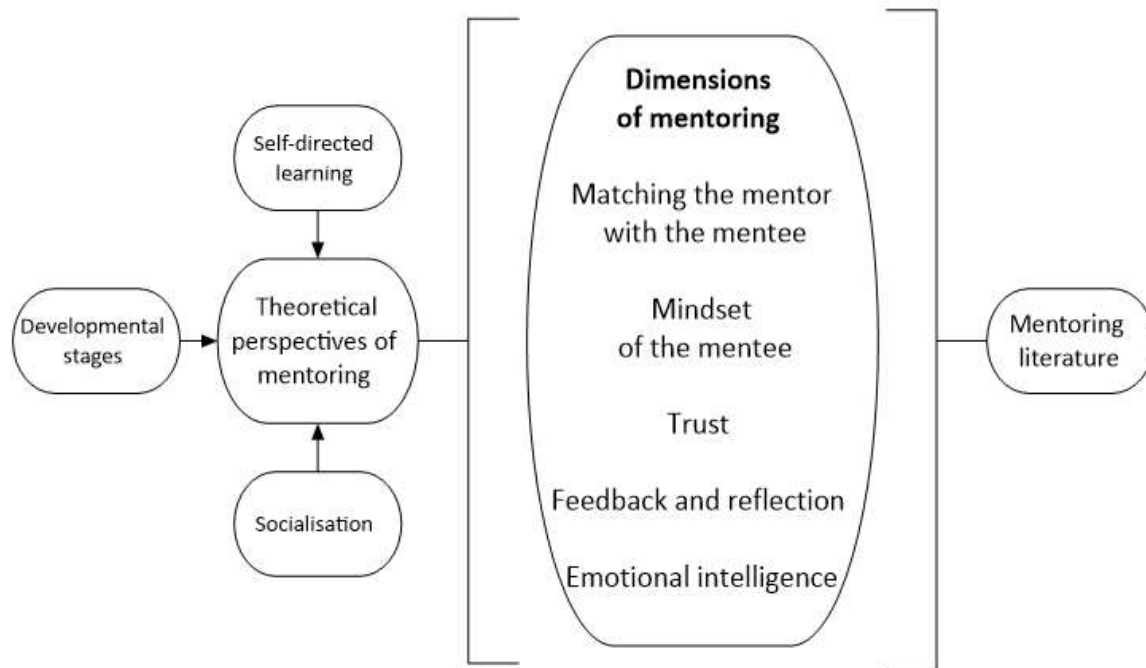 Self-directed
learning
Developmental
stages
Theoretical
perspectives of
mentoring
Socialisation
Dimensions
of mentoring
Matching the mentor
with the mentee
Mindset
of the mentee
Trust
Feedback and reflection
Emotional intelligence
Mentoring
literature